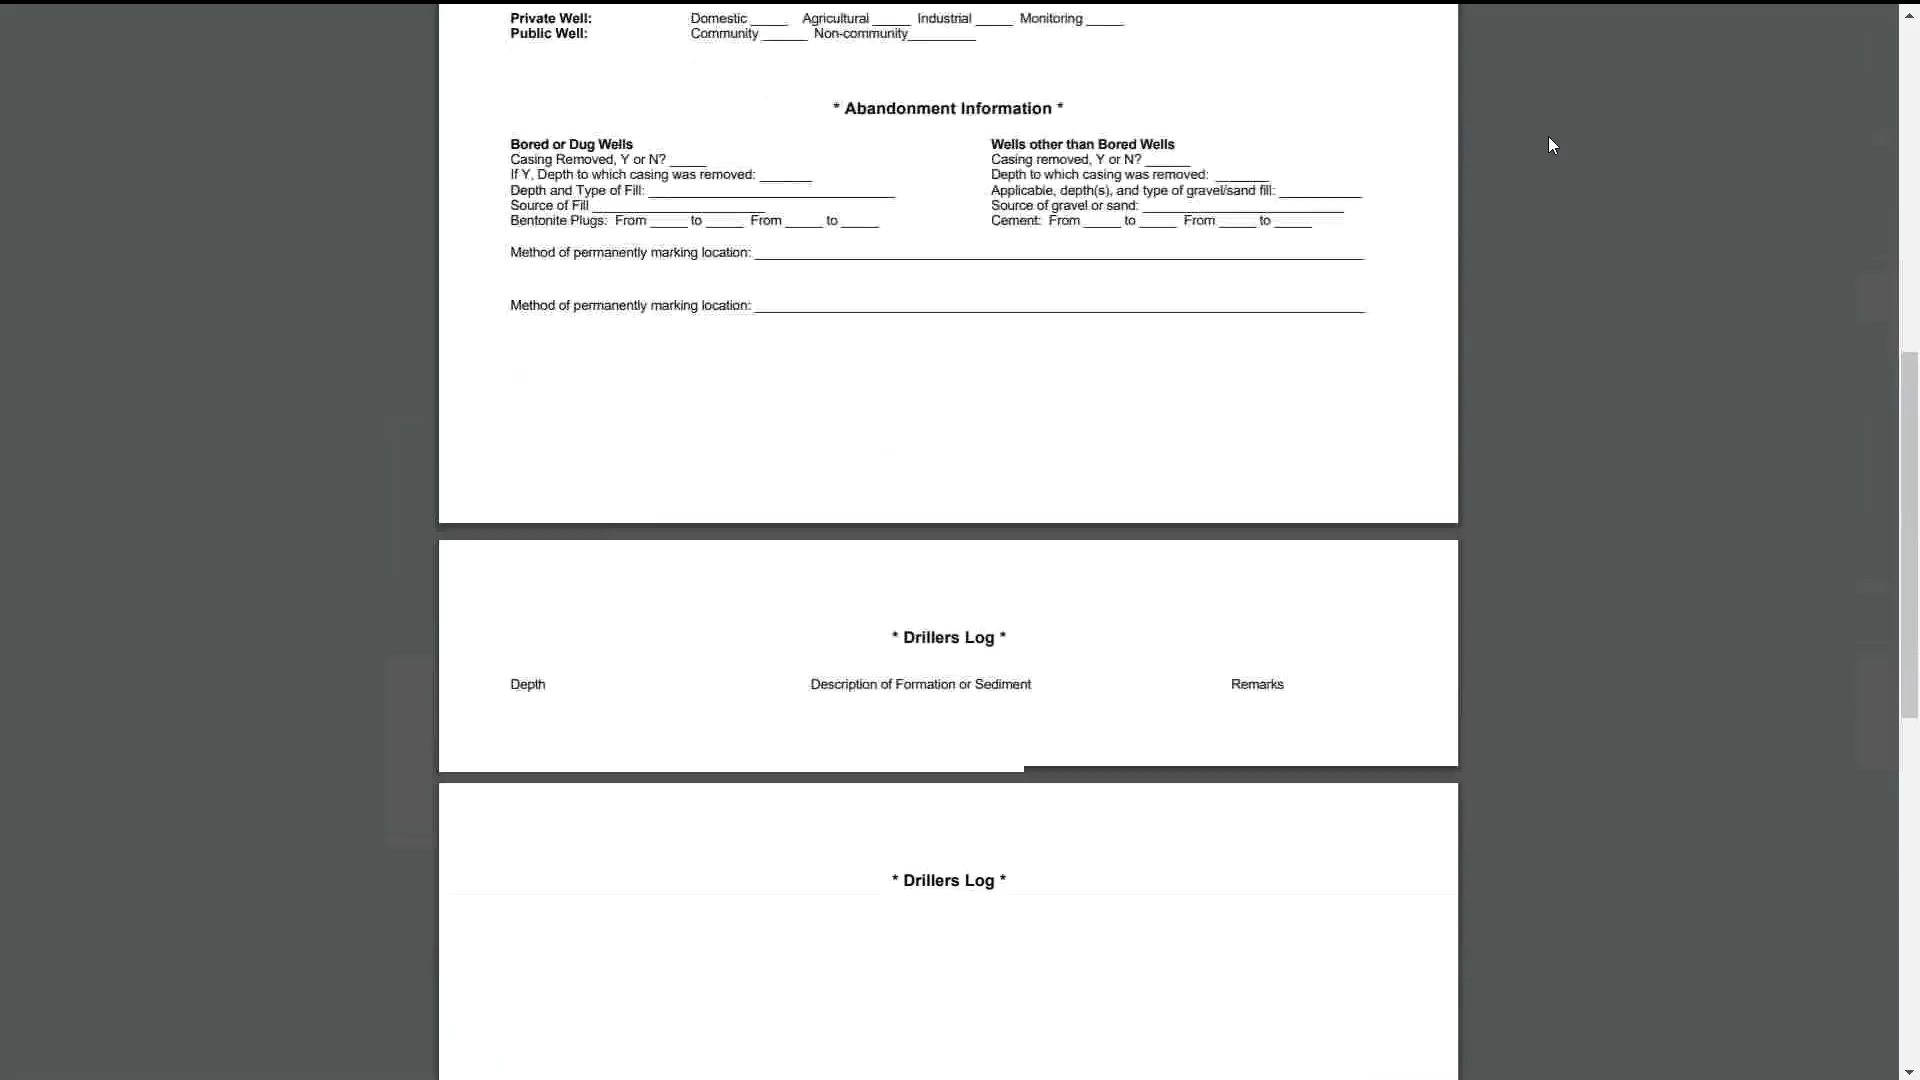 Private Well: Domestic _____ Agricultural _____ Industrial _____ Monitoring _____
Public Well: Community ______ Non-community_________
* Abandonment Information *
Bored or Dug Wells
Casing Removed, Y or N? _____
If Y, Depth to which casing was removed: _______
Depth and Type of Fill: _________________________________
Source of Fill _______________________
Bentonite Plugs: From _____ to _____ From _____ to _____
Wells other than Bored Wells
Casing removed, Y or N? ______
Depth to which casing was removed: _______
Applicable, depth(s), and type of gravel/sand fill: ___________
Source of gravel or sand: ___________________________
Cement: From _____ to _____ From _____ to _____
Method of permanently marking location: ________________________________________________________________________________
Method of permanently marking location: ________________________________________________________________________________
* Drillers Log *
Depth Description of Formation or Sediment Remarks
* Drillers Log *